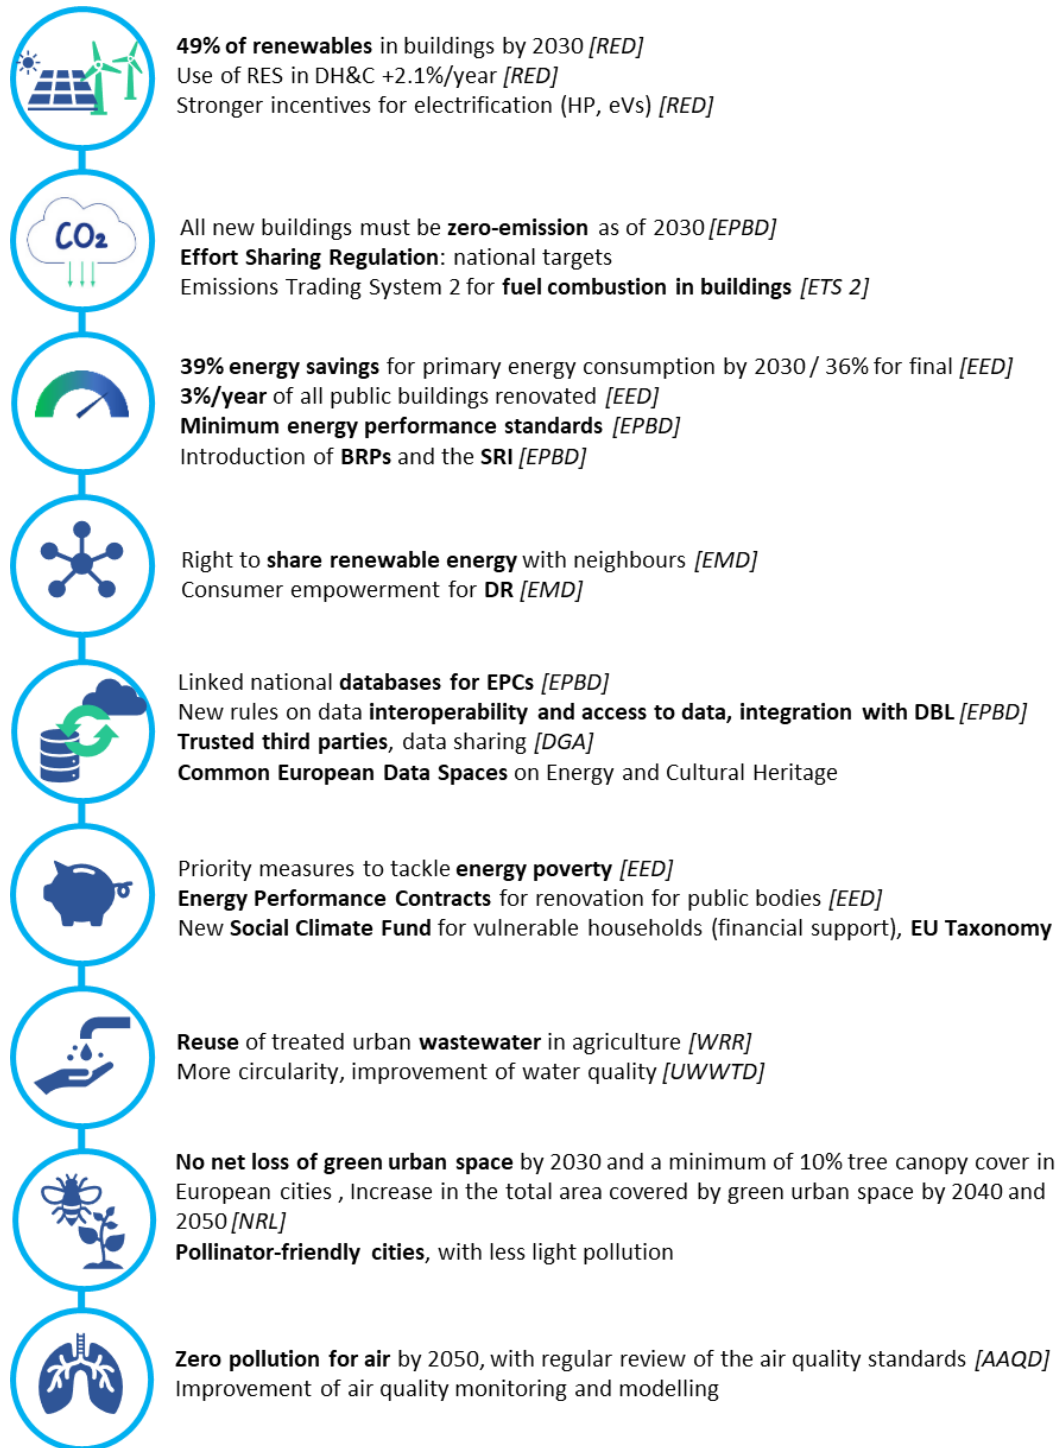 49% of renewables in buildings by 2030 [RED]
Use of RES in DH&C +2.1%/year [RED]
Stronger incentives for electrification (HP, eVs) [RED]
CO2
All new buildings must be zero-emission as of 2030 [EPBD]
Effort Sharing Regulation: national targets
Emissions Trading System 2 for fuel combustion in buildings [ETS 2]
39% energy savings for primary energy consumption by 2030 / 36% for final [EED]
3%/year of all public buildings renovated [EED]
Minimum energy performance standards [EPBD]
Introduction of BRPs and the SRI [EPBD]
Right to share renewable energy with neighbours [EMD]
Consumer empowerment for DR [EMD]
Linked national databases for EPCs [EPBD]
New rules on data interoperability and access to data, integration with DBL [EPBD]
Trusted third parties, data sharing [DGA]
Common European Data Spaces on Energy and Cultural Heritage
Priority measures to tackle energy poverty [EED]
Energy Performance Contracts for renovation for public bodies [EED]
New Social Climate Fund for vulnerable households (financial support), EU Taxonomy
Reuse of treated urban wastewater in agriculture [WRR]
More circularity, improvement of water quality [UWWTD]
No net loss of green urban space by 2030 and a minimum of 10% tree canopy cover in
European cities , Increase in the total area covered by green urban space by 2040 and
2050 [NRL]
Pollinator-friendly cities, with less light pollution
Zero pollution for air by 2050, with regular review of the air quality standards [AAQD]
Improvement of air quality monitoring and modelling